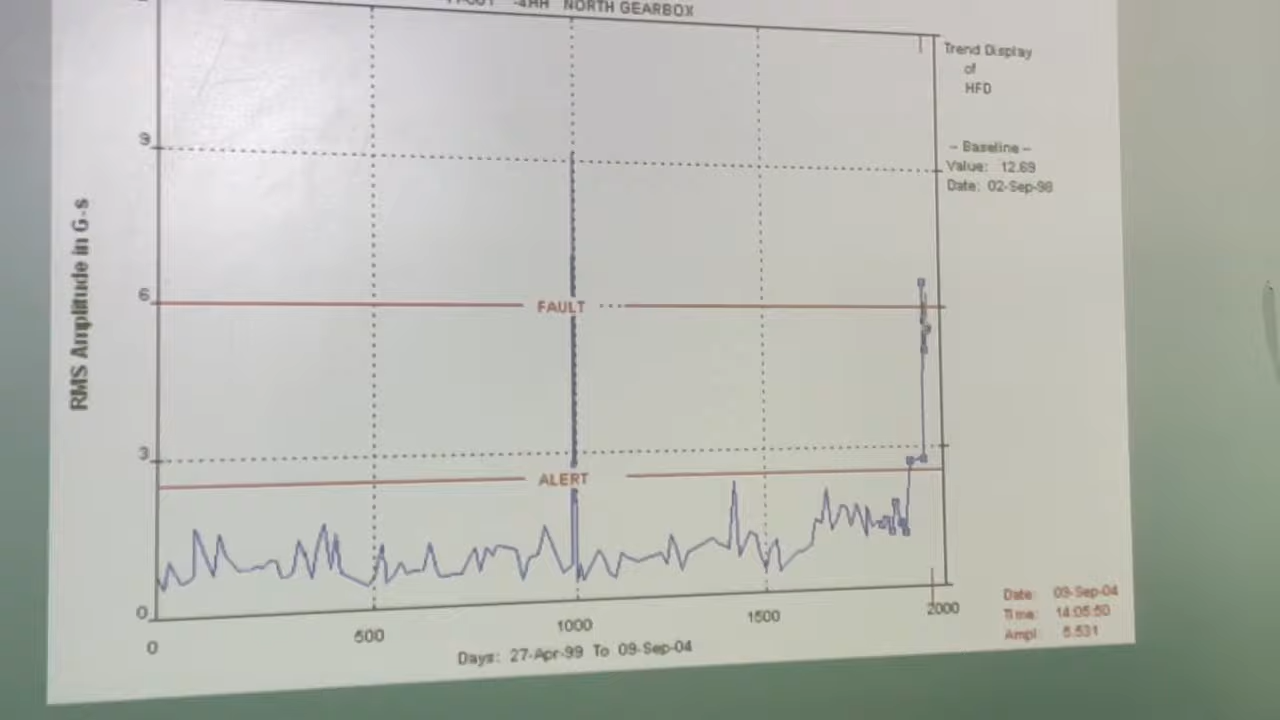 NORTH GEARBOX
Trend Display
of
HFD
– Baseline –
Value: 12.69
Date: 02-Sep-98
9
6
3
0
RMS Amplitude in G-s
FAULT
ALERT
0
500
1000
1500
2000
Days: 27-Apr-99 To 09-Sep-04
Date: 09-Sep-04
Time: 14:05:50
Ampl: